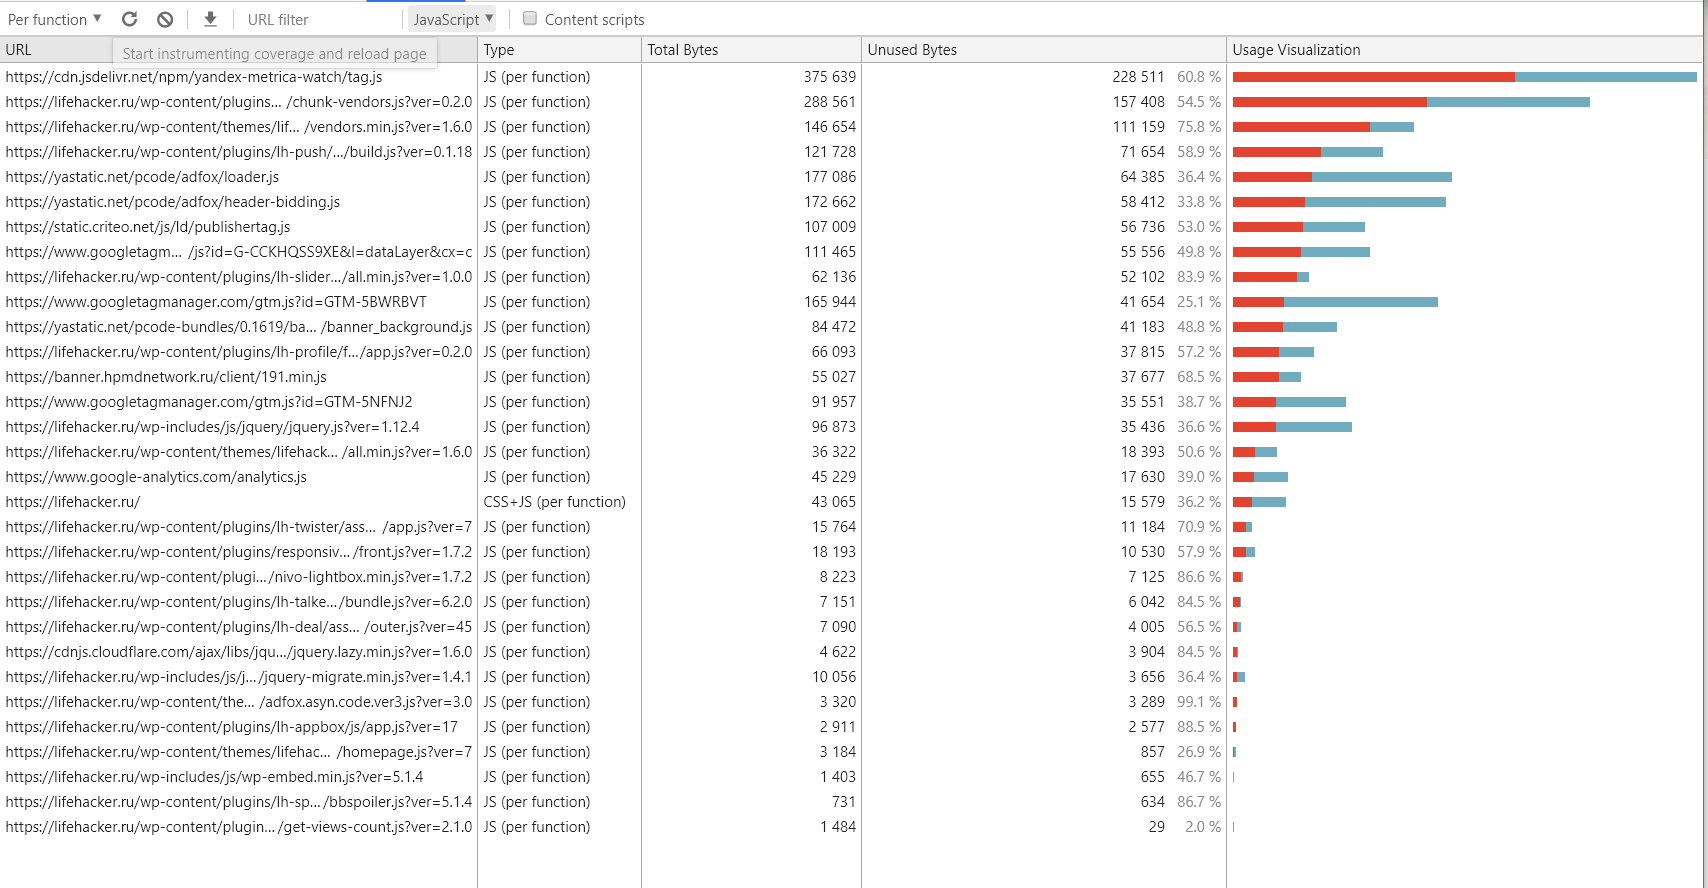 Per function ▼ URL filter JavaScript ▼ Content scripts
URL Type Total Bytes Unused Bytes Usage Visualization
Start instrumenting coverage and reload page
https://cdn.jsdelivr.net/npm/yandex-metrica-watch/tag.js JS (per function) 375 639 228 511 60.8 %
https://lifehacker.ru/wp-content/plugins… /chunk-vendors.js?ver=0.2.0 JS (per function) 288 561 157 408 54.5 %
https://lifehacker.ru/wp-content/themes/lif… /vendors.min.js?ver=1.6.0 JS (per function) 146 654 111 159 75.8 %
https://lifehacker.ru/wp-content/plugins/lh-push/…/build.js?ver=0.1.18 JS (per function) 121 728 71 654 58.9 %
https://yastatic.net/pcode/adfox/loader.js JS (per function) 177 086 64 385 36.4 %
https://yastatic.net/pcode/adfox/header-bidding.js JS (per function) 172 662 58 412 33.8 %
https://static.criteo.net/js/ld/publishertag.js JS (per function) 107 009 56 736 53.0 %
https://www.googletagm… /js?id=G-CCKHQSS9XE&l=dataLayer&cx=c JS (per function) 111 465 55 556 49.8 %
https://lifehacker.ru/wp-content/plugins/lh-slider…/all.min.js?ver=1.0.0 JS (per function) 62 136 52 102 83.9 %
https://www.googletagmanager.com/gtm.js?id=GTM-5BWRBVT JS (per function) 165 944 41 654 25.1 %
https://yastatic.net/pcode-bundles/0.1619/ba… /banner_background.js JS (per function) 84 472 41 183 48.8 %
https://lifehacker.ru/wp-content/plugins/lh-profile/f…/app.js?ver=0.2.0 JS (per function) 66 093 37 815 57.2 %
https://banner.hpmdnetwork.ru/client/191.min.js JS (per function) 55 027 37 677 68.5 %
https://www.googletagmanager.com/gtm.js?id=GTM-5NFNJ2 JS (per function) 91 957 35 551 38.7 %
https://lifehacker.ru/wp-includes/js/jquery/jquery.js?ver=1.12.4 JS (per function) 96 873 35 436 36.6 %
https://lifehacker.ru/wp-content/themes/lifehack… /all.min.js?ver=1.6.0 JS (per function) 36 322 18 393 50.6 %
https://www.google-analytics.com/analytics.js JS (per function) 45 229 17 630 39.0 %
https://lifehacker.ru/ CSS+JS (per function) 43 065 15 579 36.2 %
https://lifehacker.ru/wp-content/plugins/lh-twister/ass… /app.js?ver=7 JS (per function) 15 764 11 184 70.9 %
https://lifehacker.ru/wp-content/plugins/responsiv… /front.js?ver=1.7.2 JS (per function) 18 193 10 530 57.9 %
https://lifehacker.ru/wp-content/plugi… /nivo-lightbox.min.js?ver=1.7.2 JS (per function) 8 223 7 125 86.6 %
https://lifehacker.ru/wp-content/plugins/lh-talke…/bundle.js?ver=6.2.0 JS (per function) 7 151 6 042 84.5 %
https://lifehacker.ru/wp-content/plugins/lh-deal/ass… /outer.js?ver=45 JS (per function) 7 090 4 005 56.5 %
https://cdnjs.cloudflare.com/ajax/libs/jqu…/jquery.lazy.min.js?ver=1.6.0 JS (per function) 4 622 3 904 84.5 %
https://lifehacker.ru/wp-includes/js/j… /jquery-migrate.min.js?ver=1.4.1 JS (per function) 10 056 3 656 36.4 %
https://lifehacker.ru/wp-content/the… /adfox.asyn.code.ver3.js?ver=3.0 JS (per function) 3 320 3 289 99.1 %
https://lifehacker.ru/wp-content/plugins/lh-appbox/js/app.js?ver=17 JS (per function) 2 911 2 577 88.5 %
https://lifehacker.ru/wp-content/themes/lifehac… /homepage.js?ver=7 JS (per function) 3 184 857 26.9 %
https://lifehacker.ru/wp-includes/js/wp-embed.min.js?ver=5.1.4 JS (per function) 1 403 655 46.7 %
https://lifehacker.ru/wp-content/plugins/lh-sp… /bbspoiler.js?ver=5.1.4 JS (per function) 731 634 86.7 %
https://lifehacker.ru/wp-content/plugin… /get-views-count.js?ver=2.1.0 JS (per function) 1 484 29 2.0 %